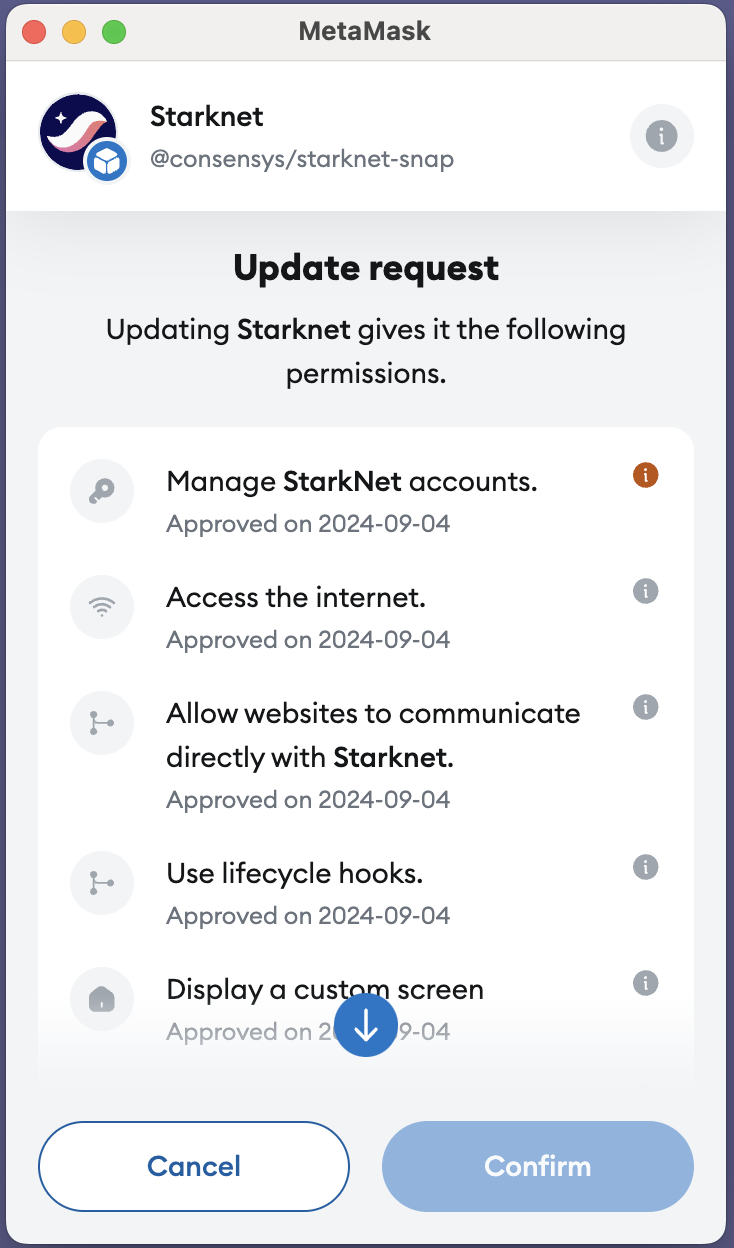 MetaMask
Starknet
@consensys/starknet-snap
Update request
Updating Starknet gives it the following
permissions.
Manage StarkNet accounts.
Approved on 2024-09-04
Access the internet.
Approved on 2024-09-04
Allow websites to communicate
directly with Starknet.
Approved on 2024-09-04
Use lifecycle hooks.
Approved on 2024-09-04
Display a custom screen
Approved on 2 9-04
Cancel
Confirm